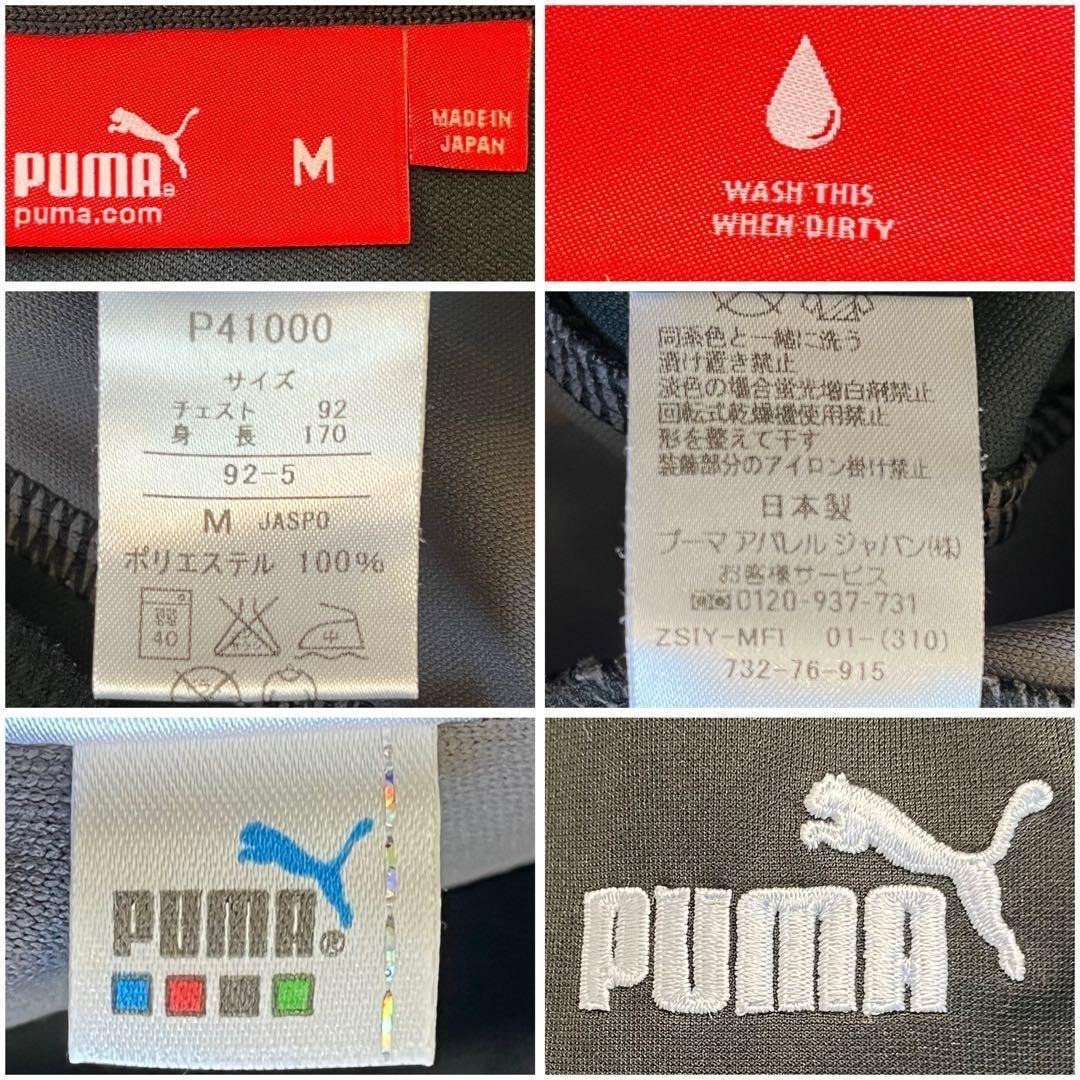 PUMA®
puma.com
M
MADE IN
JAPAN
WASH THIS
WHEN DIRTY
P41000
サイズ
チェスト 92
身長 170
92-5
M JASPO
ポリエステル 100%
40
中
同系色と一緒に洗う
漬け置き禁止
淡色の場合蛍光増白剤禁止
回転式乾燥機使用禁止
形を整えて干す
装飾部分のアイロン掛け禁止
日本製
プーマ アパレル ジャパン(株)
お客様サービス
0120-937-731
ZSIY-MFI 01-(310)
732-76-915
PUMA®
PUMA